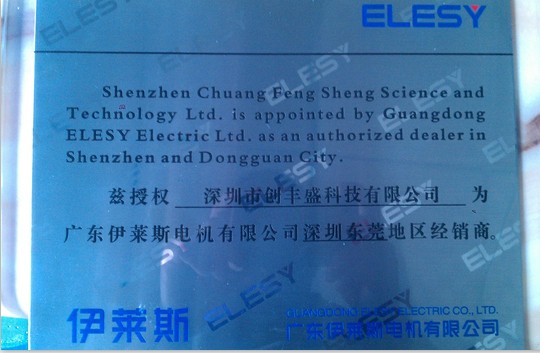 ELESY
Shenzhen Chuang Feng Sheng Science and
Technology Ltd. is appointed by Guangdong
ELESY Electric Ltd. as an authorized dealer in
Shenzhen and Dongguan City.
兹授权 深圳市创丰盛科技有限公司 为
广东伊莱斯电机有限公司深圳东莞地区经销商。
伊莱斯
GUANGDONG ELESY ELECTRIC CO., LTD.
广东伊莱斯电机有限公司